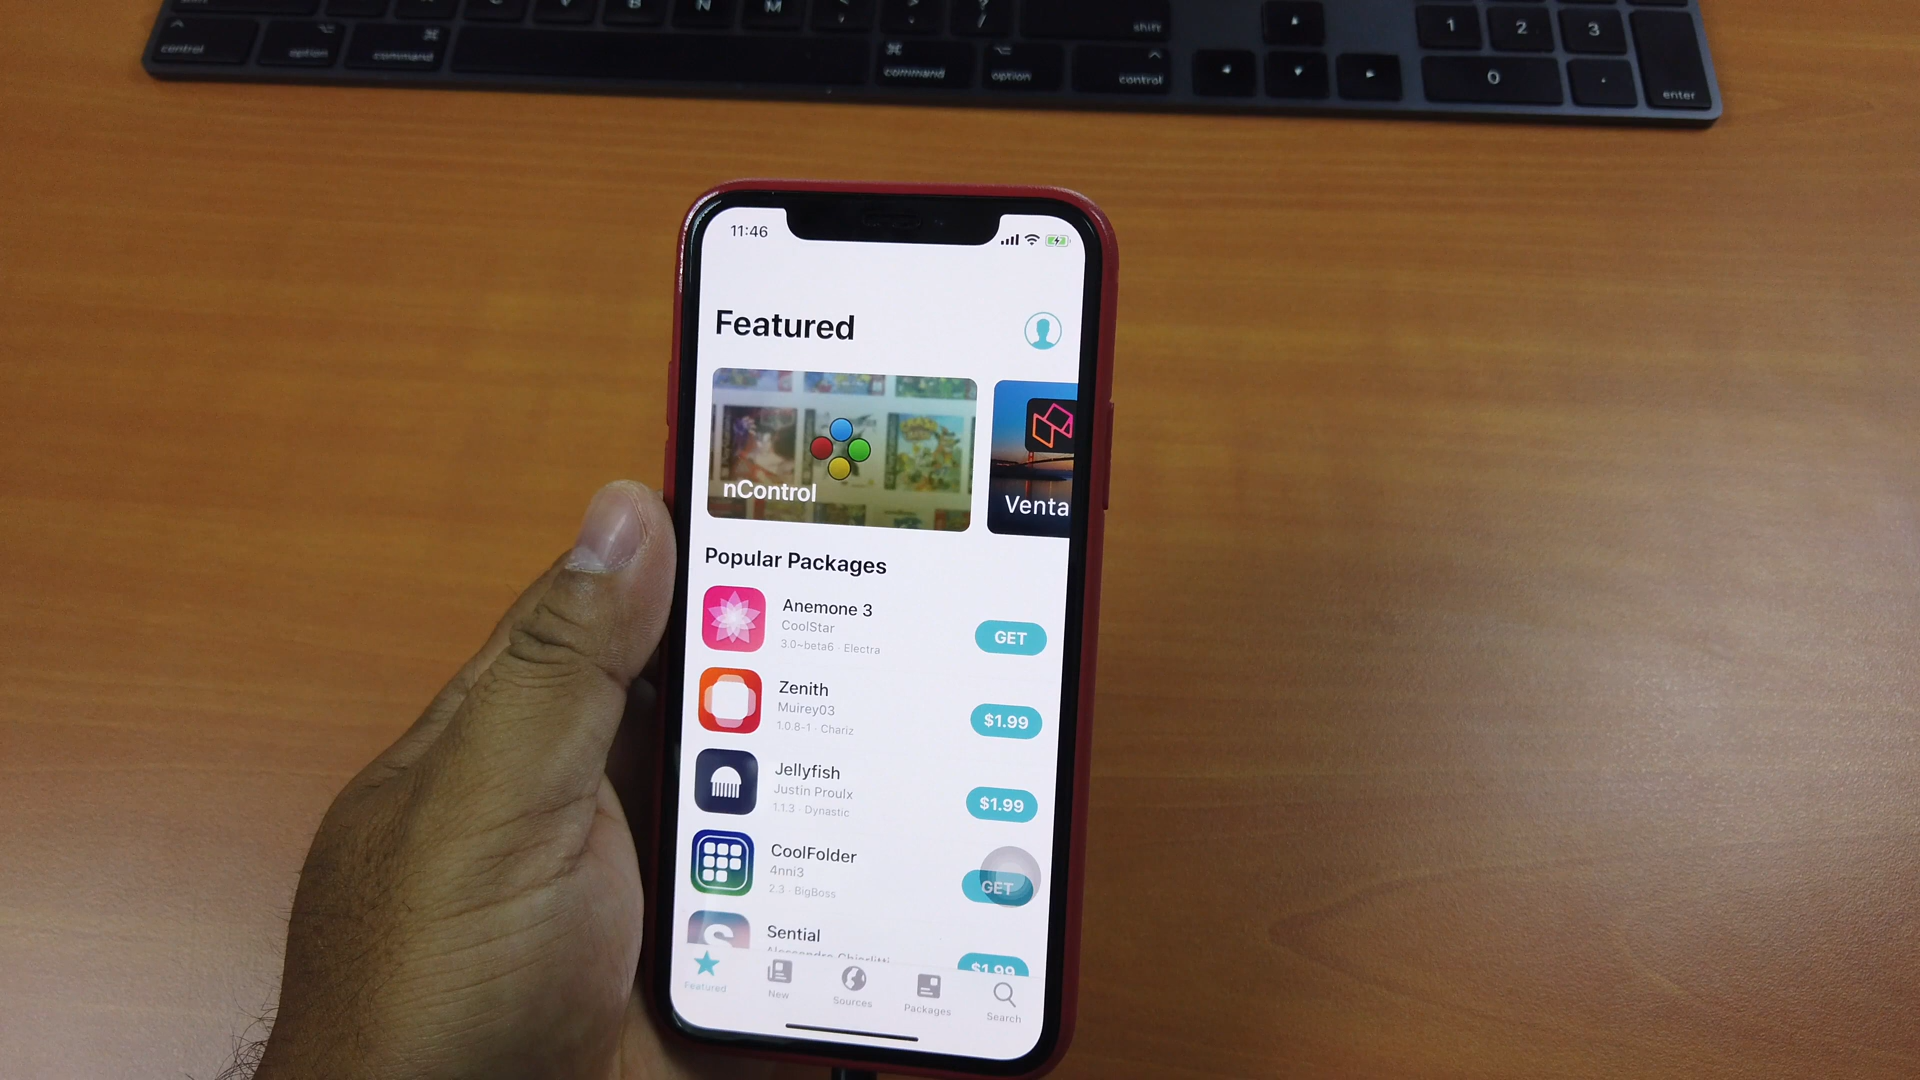 shift
control
option
command
B
N
M
<
,
>
.
?
/
shift
command
option
control
1
2
3
0
.
enter
11:46
Featured
nControl
Venta
Popular Packages
Anemone 3
CoolStar
3.0~beta6 · Electra
GET
Zenith
Muirey03
1.0.8-1 · Chariz
$1.99
Jellyfish
Justin Proulx
1.1.3 · Dynastic
$1.99
CoolFolder
4nni3
2.3 · BigBoss
GET
S
Sential
$1.99
Featured
New
Sources
Packages
Search